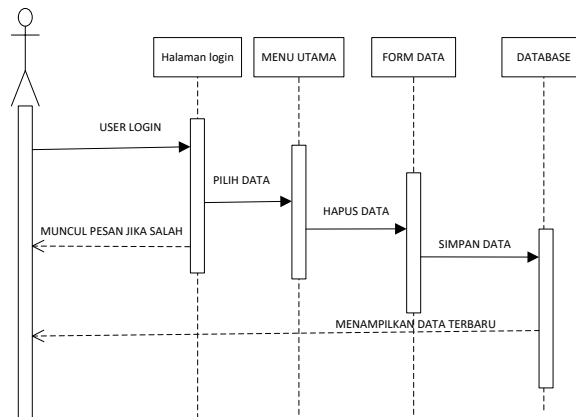 Halaman login
MENU UTAMA
FORM DATA
DATABASE
USER LOGIN
PILIH DATA
HAPUS DATA
MUNCUL PESAN JIKA SALAH
SIMPAN DATA
MENAMPILKAN DATA TERBARU